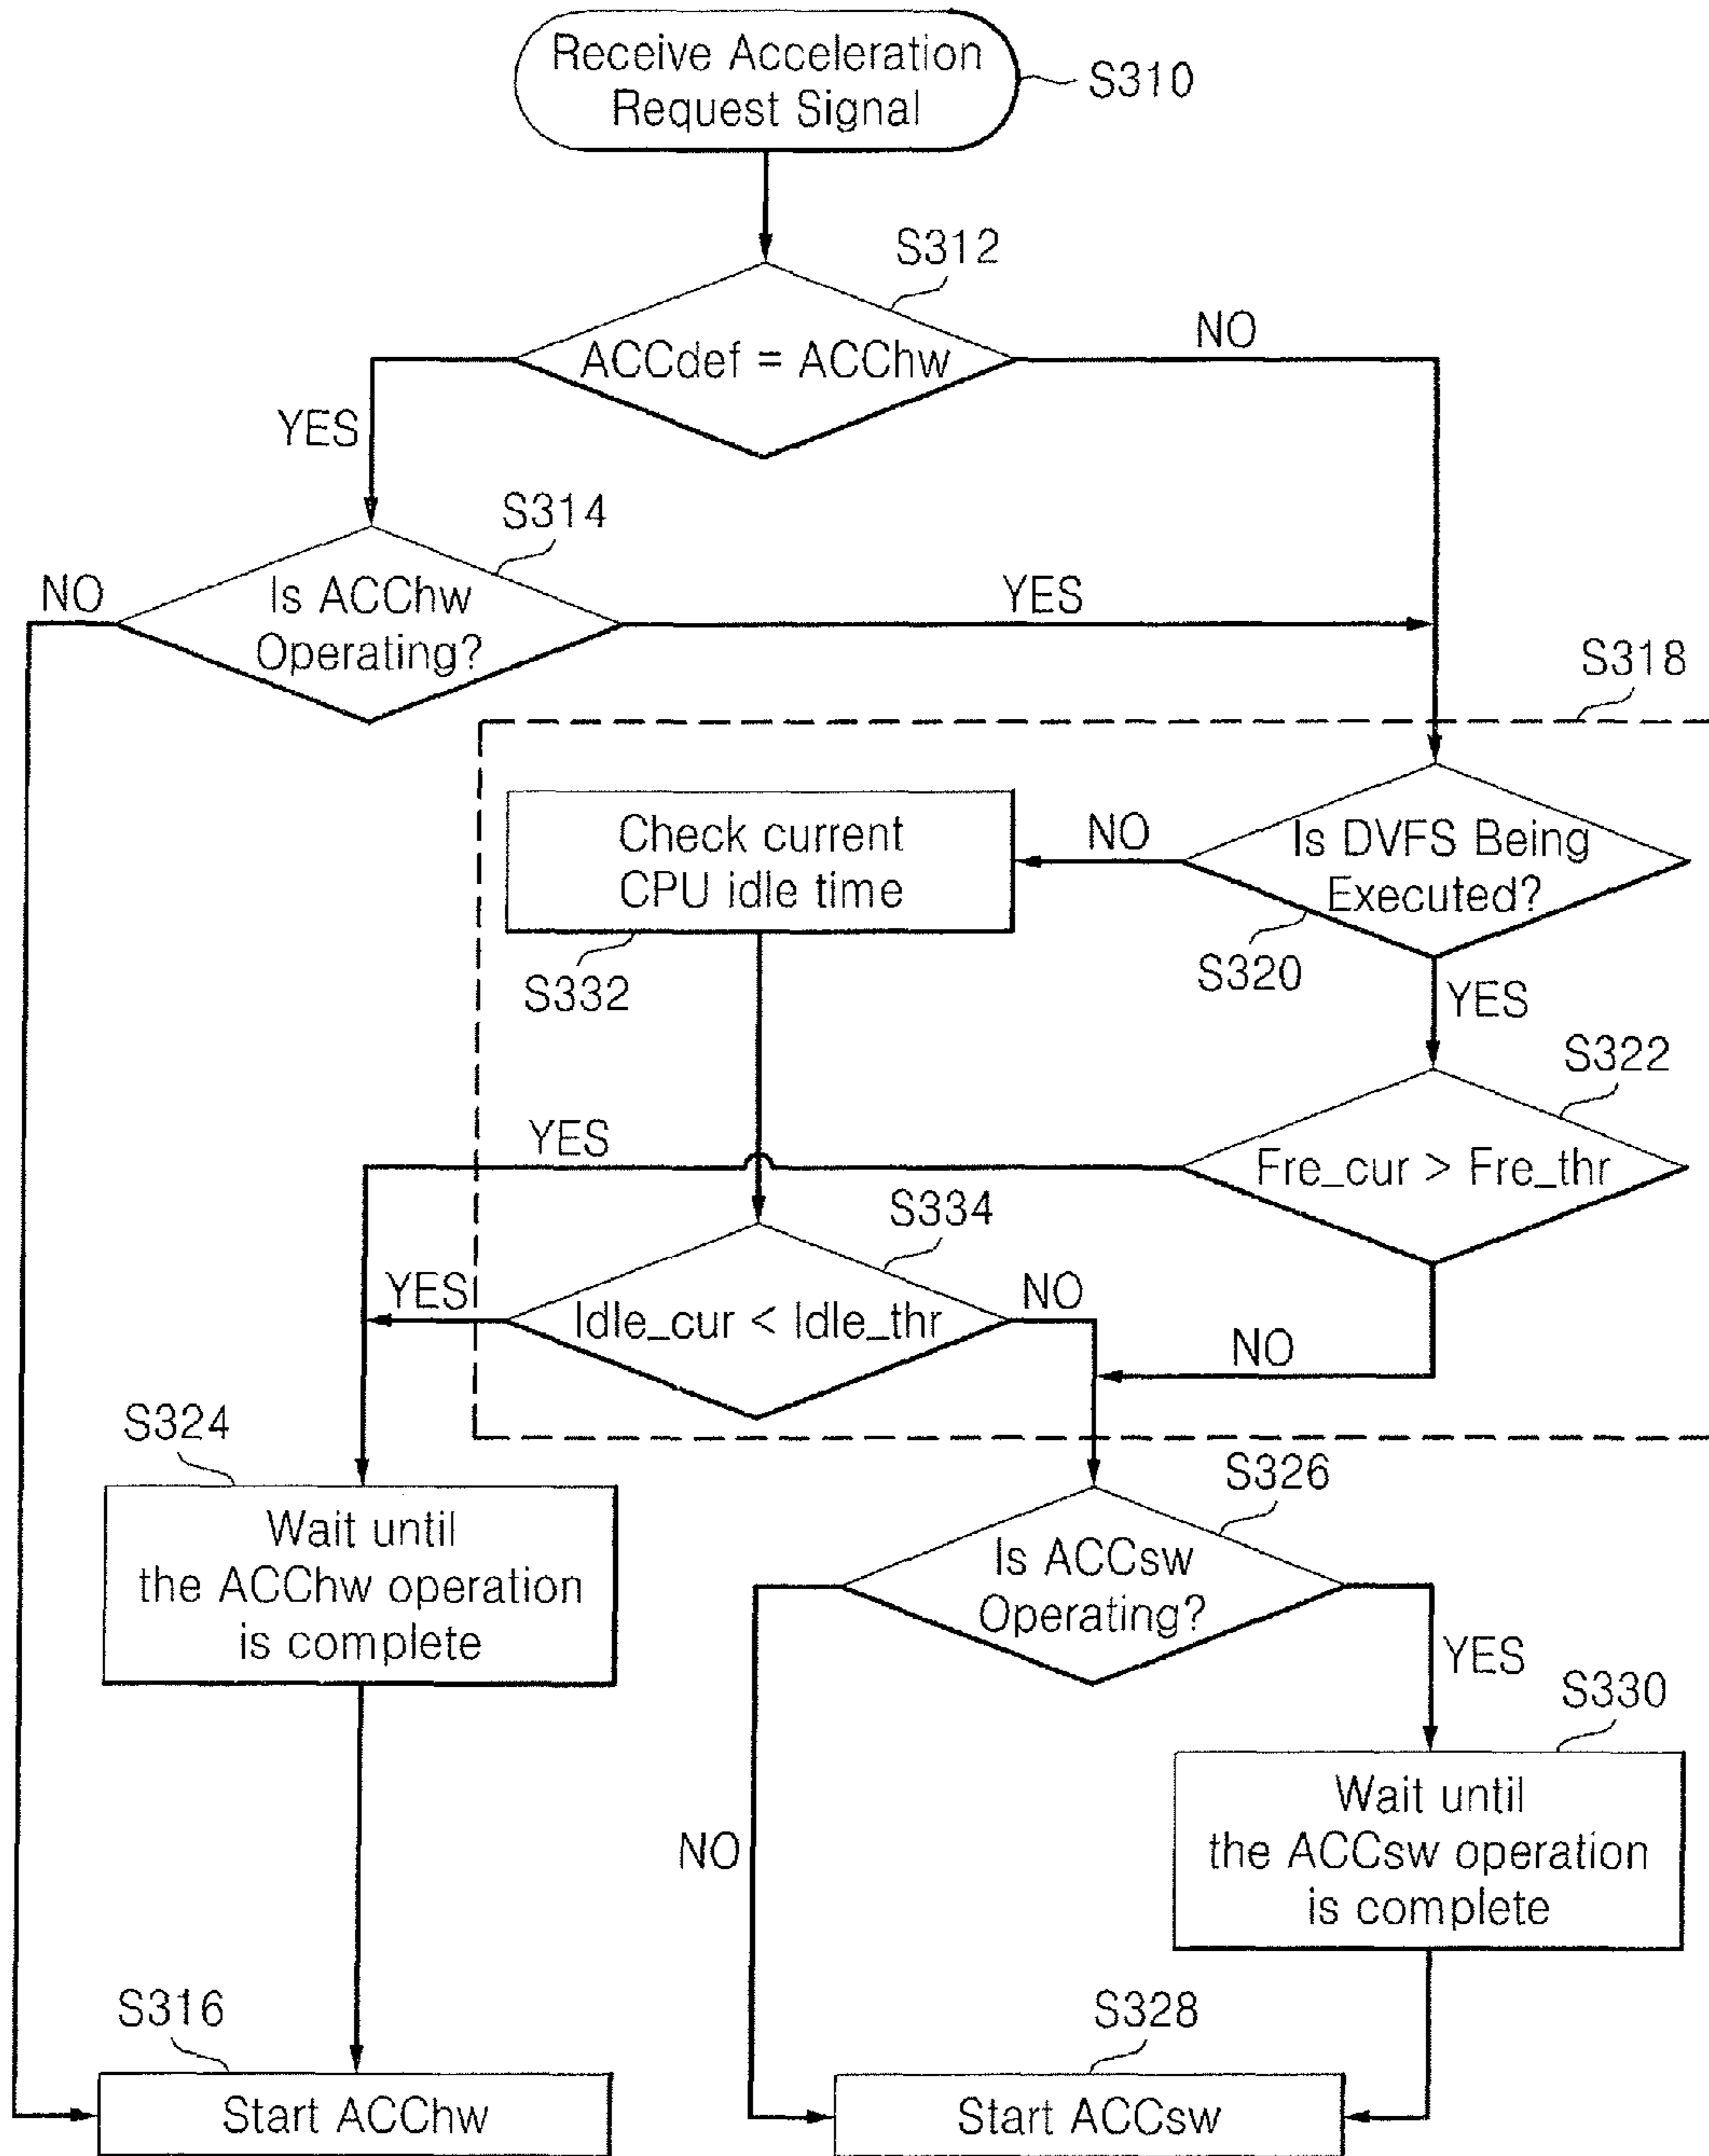 Receive Acceleration
Request Signal
S310
S312
ACCdef = ACChw
NO
YES
S314
Is ACChw
Operating?
NO
YES
S318
Check current
CPU idle time
S332
NO
Is DVFS Being
Executed?
S320
YES
S322
Fre_cur > Fre_thr
YES
S334
Idle_cur < Idle_thr
YES
NO
NO
S324
Wait until
the ACChw operation
is complete
S326
Is ACCsw
Operating?
YES
NO
S330
Wait until
the ACCsw operation
is complete
S316
Start ACChw
S328
Start ACCsw